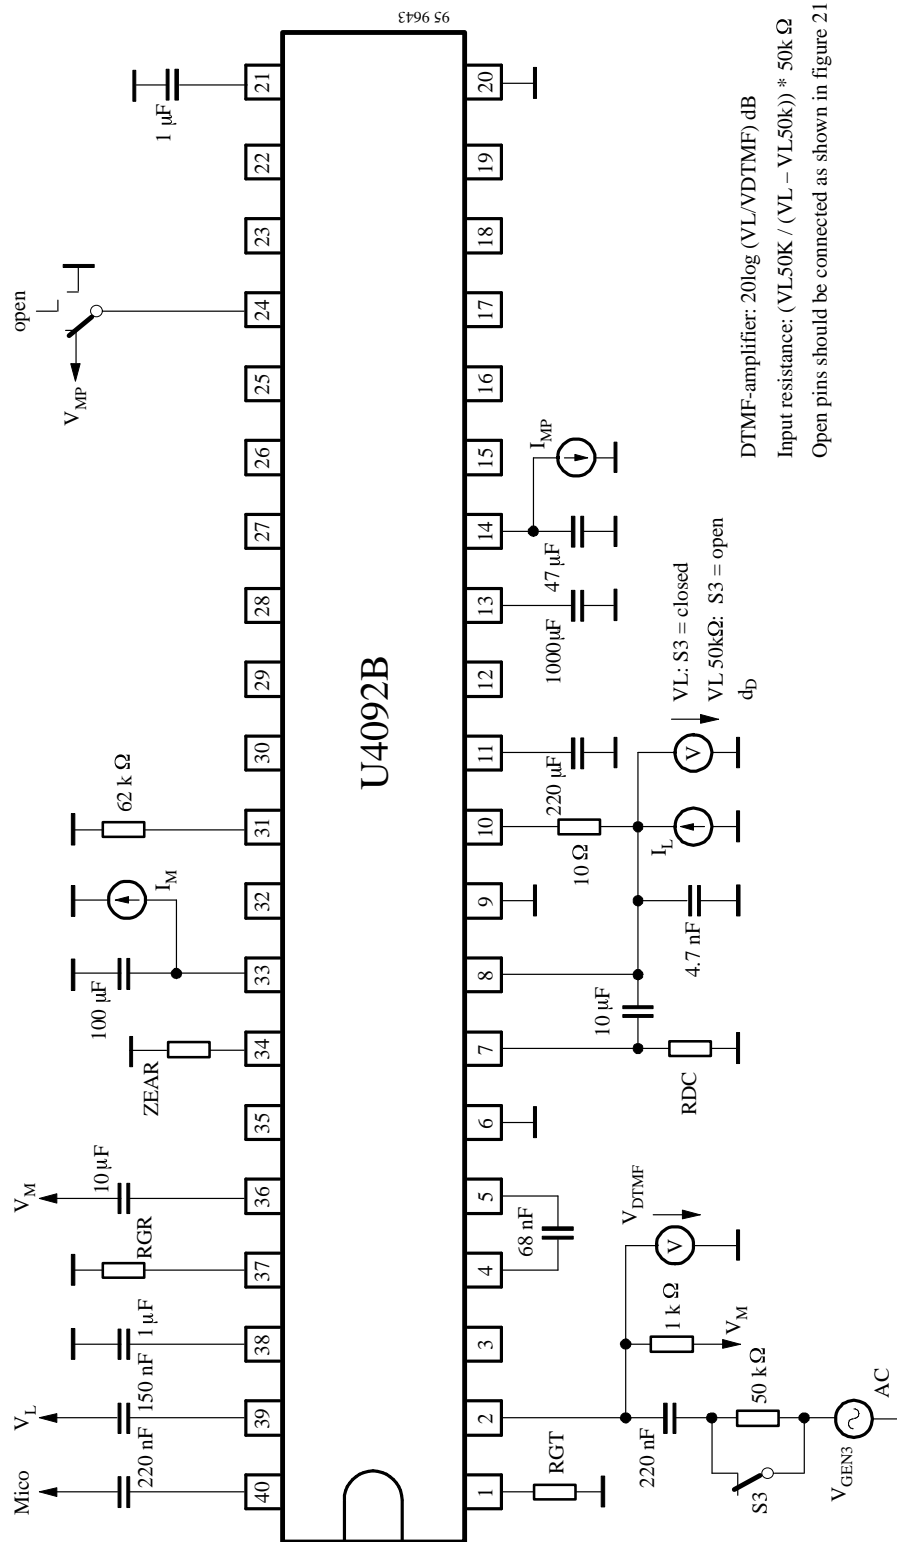 95 9643
1 µF
21
22
23
open
24
V_MP
25
26
27
28
29
30
31
62 k Ω
32
I_M
33
100 µF
34
ZEAR
35
36
10 µF
V_M
37
RGR
38
1 µF
39
150 nF
V_L
40
220 nF
Mico
U4092B
20
19
18
17
16
15
14
47 µF
I_MP
13
1000µF
12
11
220 µF
10
10 Ω
I_L
V
9
4.7 nF
8
10 µF
7
RDC
6
5
68 nF
4
3
2
1
RGT
220 nF
V_DTMF
V
1 k Ω
V_M
50 kΩ
S3
V_GEN3
AC
VL: S3 = closed
VL 50kΩ: S3 = open
d_D
DTMF-amplifier: 20log (VL/VDTMF) dB
Input resistance: (VL50K / (VL – VL50k)) * 50k Ω
Open pins should be connected as shown in figure 21